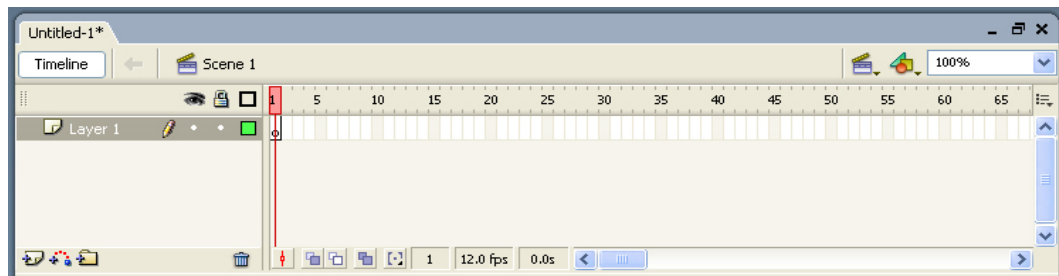 Untitled-1*
Timeline Scene 1 100%
1 5 10 15 20 25 30 35 40 45 50 55 60 65
Layer 1
1 12.0 fps 0.0s